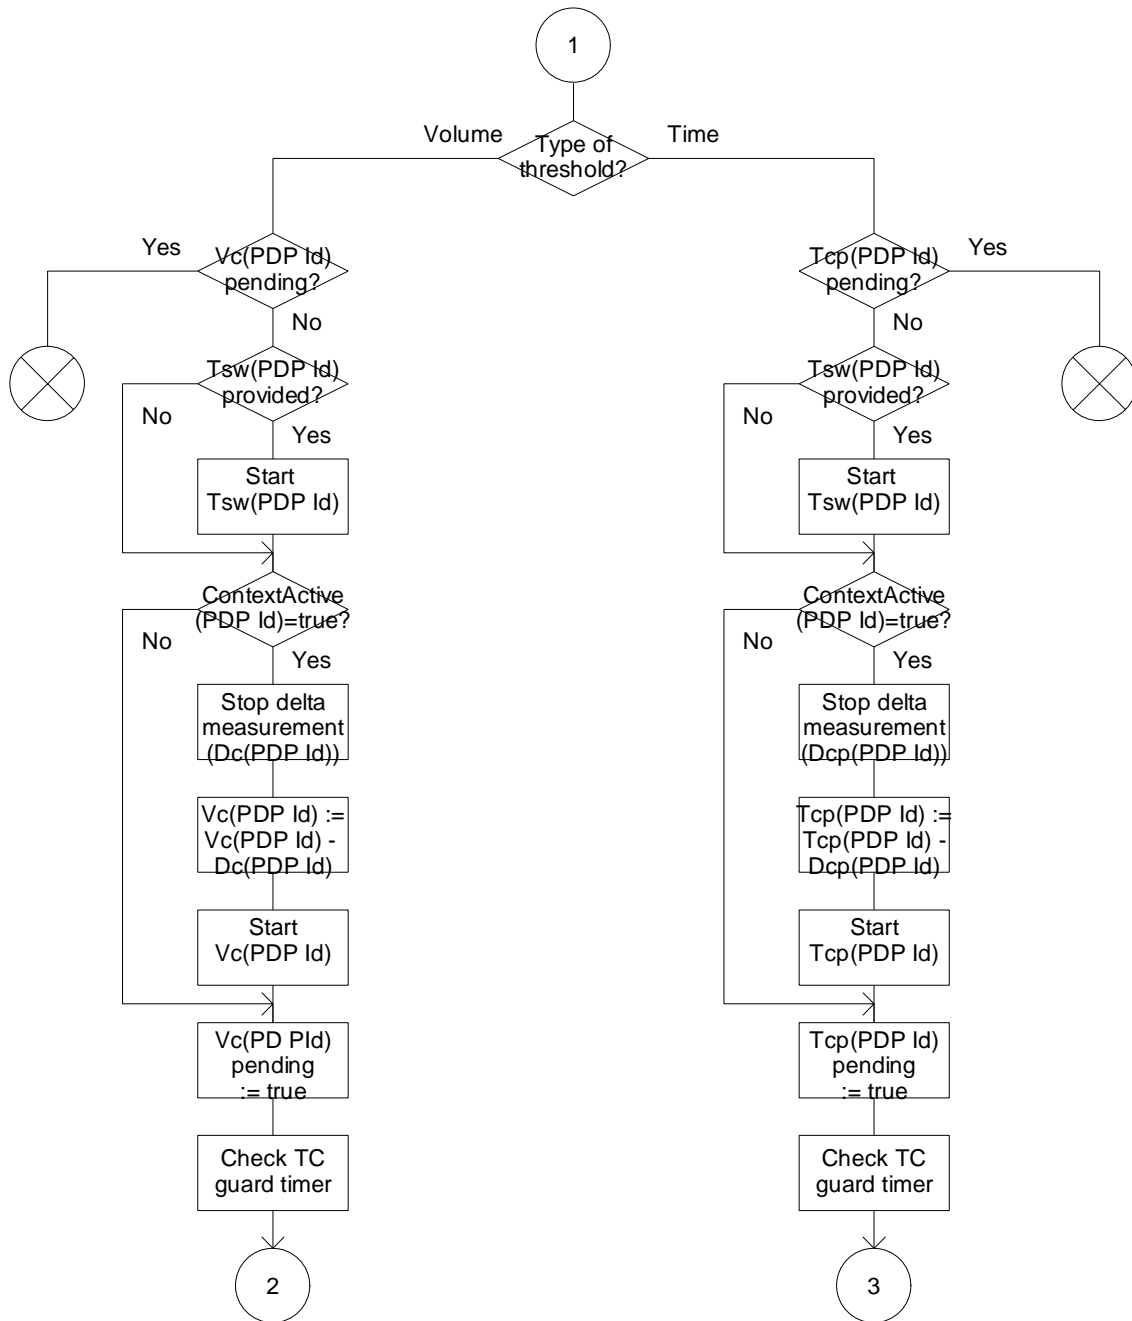 1
Volume
Type of
threshold?
Time
Yes
Vc(PDP Id)
pending?
No
Tsw(PDP Id)
provided?
No
Yes
Start
Tsw(PDP Id)
ContextActive
(PDP Id)=true?
No
Yes
Stop delta
measurement
(Dc(PDP Id))
Vc(PDP Id) :=
Vc(PDP Id) -
Dc(PDP Id)
Start
Vc(PDP Id)
Vc(PD PId)
pending
:= true
Check TC
guard timer
2
Tcp(PDP Id)
pending?
Yes
No
Tsw(PDP Id)
provided?
No
Yes
Start
Tsw(PDP Id)
ContextActive
(PDP Id)=true?
No
Yes
Stop delta
measurement
(Dcp(PDP Id))
Tcp(PDP Id) :=
Tcp(PDP Id) -
Dcp(PDP Id)
Start
Tcp(PDP Id)
Tcp(PDP Id)
pending
:= true
Check TC
guard timer
3